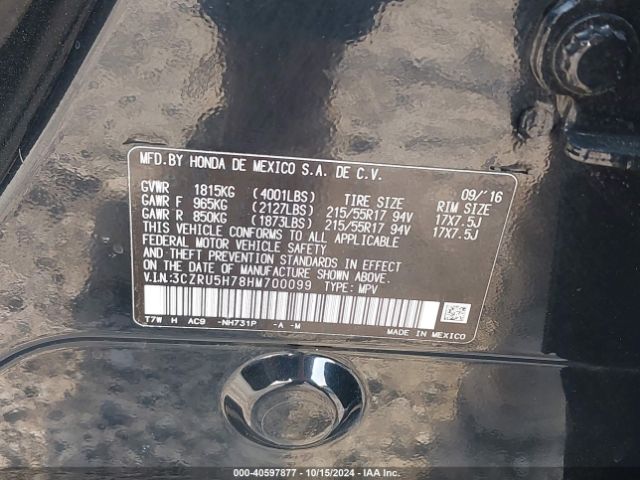 MFD.BY HONDA DE MEXICO S.A. DE C.V.
09/'16
GVWR 1815KG (4001LBS) TIRE SIZE RIM SIZE
GAWR F 965KG (2127LBS) 215/55R17 94V 17X7.5J
GAWR R 850KG (1873LBS) 215/55R17 94V 17X7.5J
THIS VEHICLE CONFORMS TO ALL APPLICABLE
FEDERAL MOTOR VEHICLE SAFETY
THEFT PREVENTION STANDARDS IN EFFECT ON
THE DATE OF MANUFACTURE SHOWN ABOVE.
V.I.N:3CZRU5H78HM700099 TYPE: MPV
T7W H AC9 -NH731P -A -M
MADE IN MEXICO
000-40597877 - 10/15/2024 - IAA Inc.